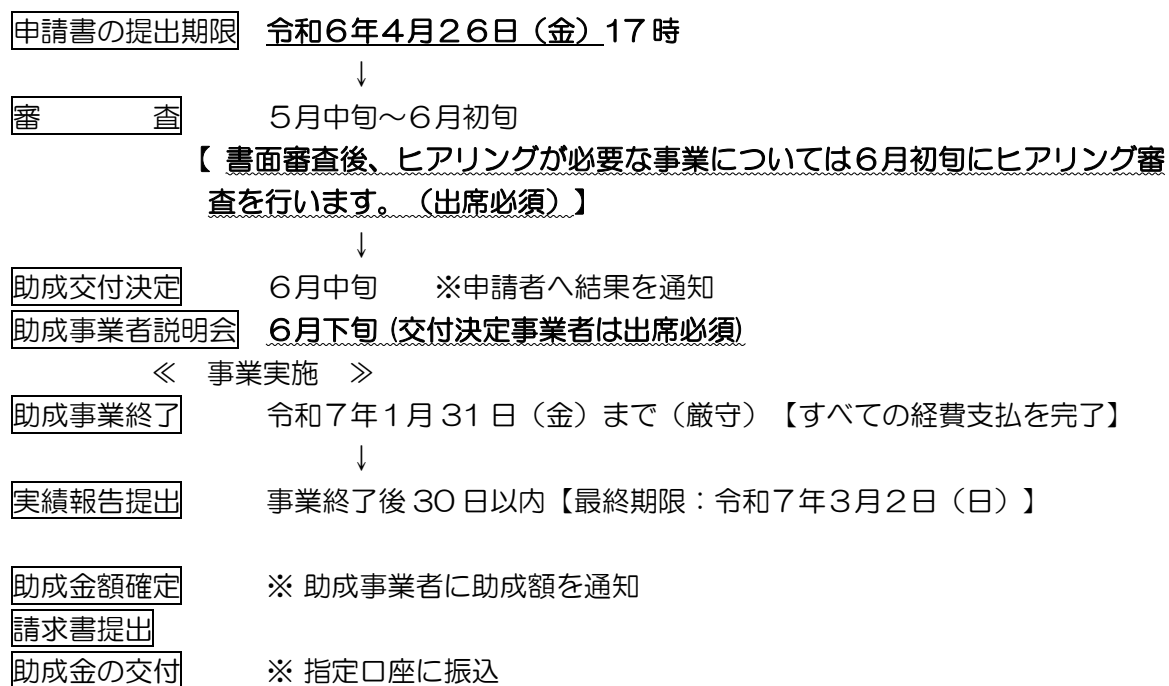 申請書の提出期限　令和６年４月２６日（金）17時
↓
審　　　　査　５月中旬～６月初旬
【 書面審査後、ヒアリングが必要な事業については６月初旬にヒアリング審
査を行います。（出席必須）】
↓
助成交付決定　６月中旬　※申請者へ結果を通知
助成事業者説明会　６月下旬 (交付決定事業者は出席必須)
≪　事業実施　≫
助成事業終了　令和７年１月 31 日（金）まで（厳守）【すべての経費支払を完了】
↓
実績報告提出　事業終了後 30 日以内【最終期限：令和７年３月２日（日）】
助成金額確定　※ 助成事業者に助成額を通知
請求書提出
助成金の交付　※ 指定口座に振込